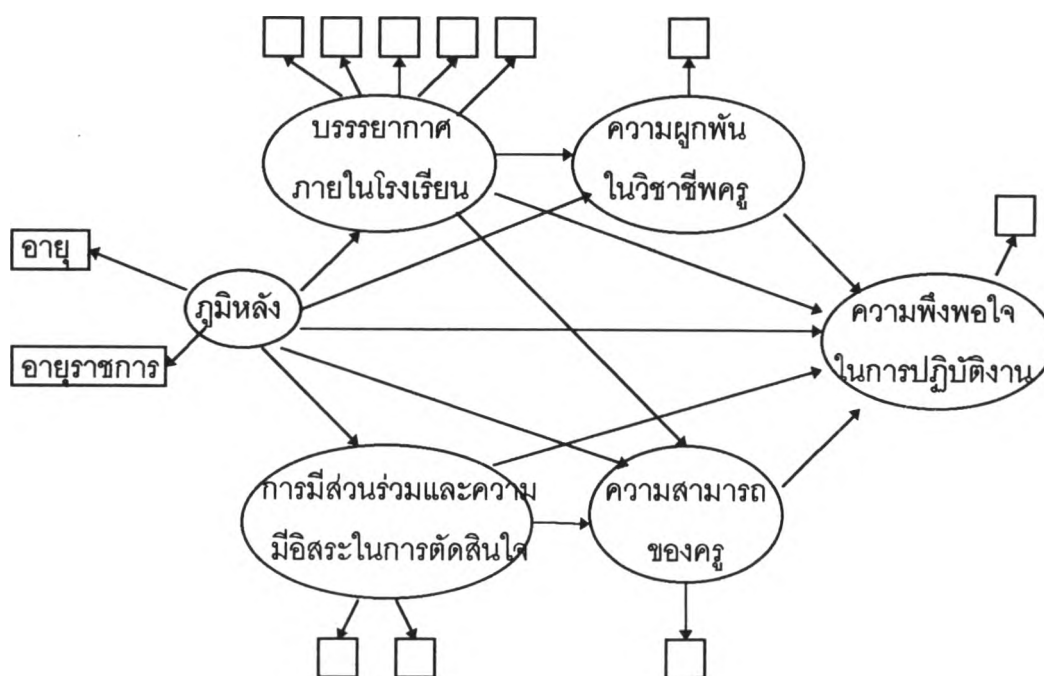 บรรรยากาศ
ภายในโรงเรียน
ความผูกพัน
ในวิชาชีพครู
อายุ
ภูมิหลัง
อายุราชการ
ความพึงพอใจ
ในการปฏิบัติงาน
การมีส่วนร่วมและความ
มีอิสระในการตัดสินใจ
ความสามารถ
ของครู